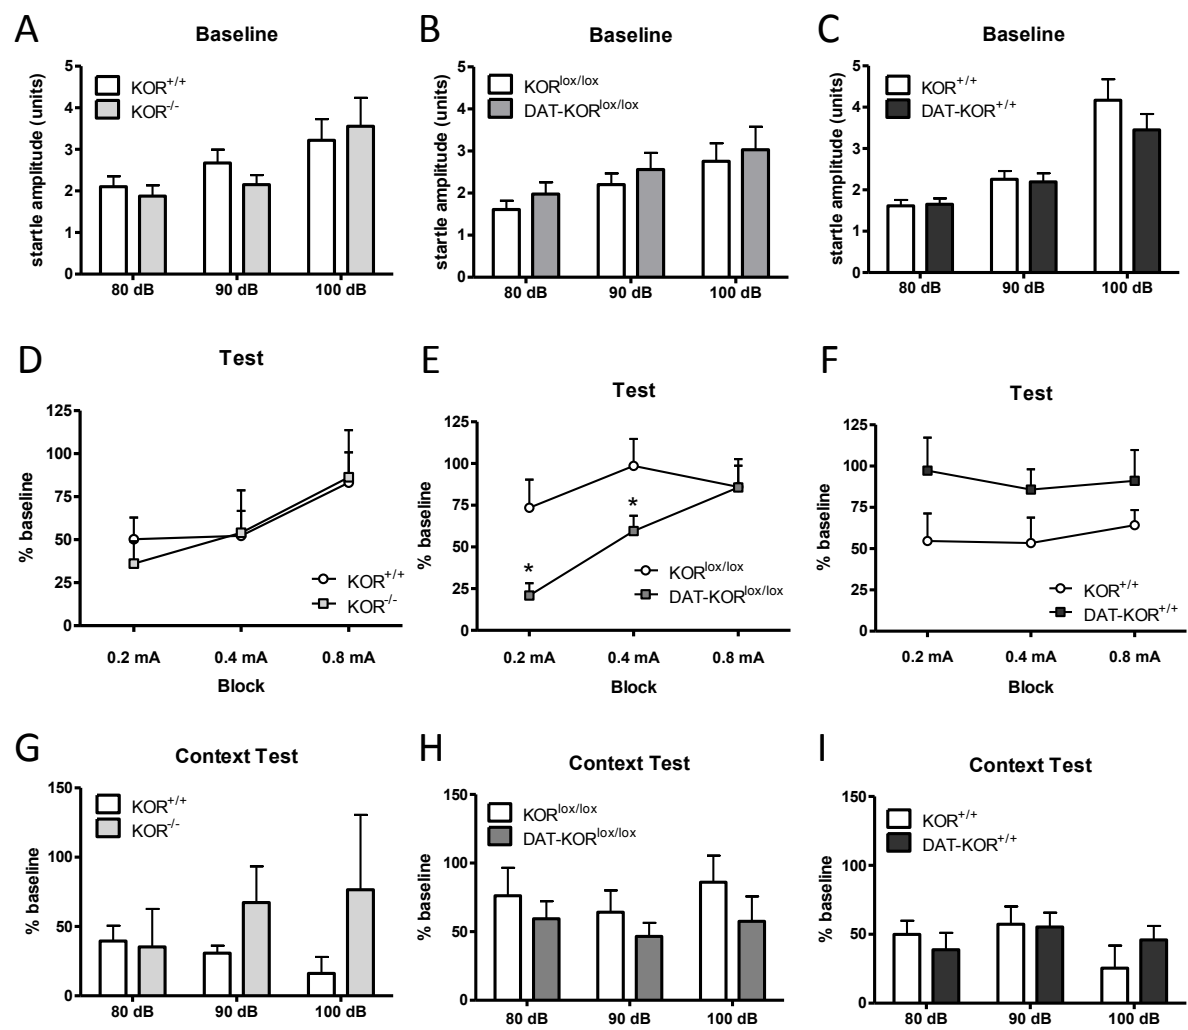 A
Baseline
startle amplitude (units)
5
4
3
2
1
0
KOR+/+
KOR-/-
80 dB
90 dB
100 dB
B
Baseline
startle amplitude (units)
5
4
3
2
1
0
KORlox/lox
DAT-KORlox/lox
80 dB
90 dB
100 dB
C
Baseline
startle amplitude (units)
5
4
3
2
1
0
KOR+/+
DAT-KOR+/+
80 dB
90 dB
100 dB
D
Test
% baseline
125
100
75
50
25
0
KOR+/+
KOR-/-
0.2 mA
0.4 mA
0.8 mA
Block
E
Test
% baseline
125
100
75
50
25
0
*
*
KORlox/lox
DAT-KORlox/lox
0.2 mA
0.4 mA
0.8 mA
Block
F
Test
% baseline
125
100
75
50
25
0
KOR+/+
DAT-KOR+/+
0.2 mA
0.4 mA
0.8 mA
Block
G
Context Test
% baseline
150
100
50
0
KOR+/+
KOR-/-
80 dB
90 dB
100 dB
H
Context Test
% baseline
150
100
50
0
KORlox/lox
DAT-KORlox/lox
80 dB
90 dB
100 dB
I
Context Test
% baseline
150
100
50
0
KOR+/+
DAT-KOR+/+
80 dB
90 dB
100 dB